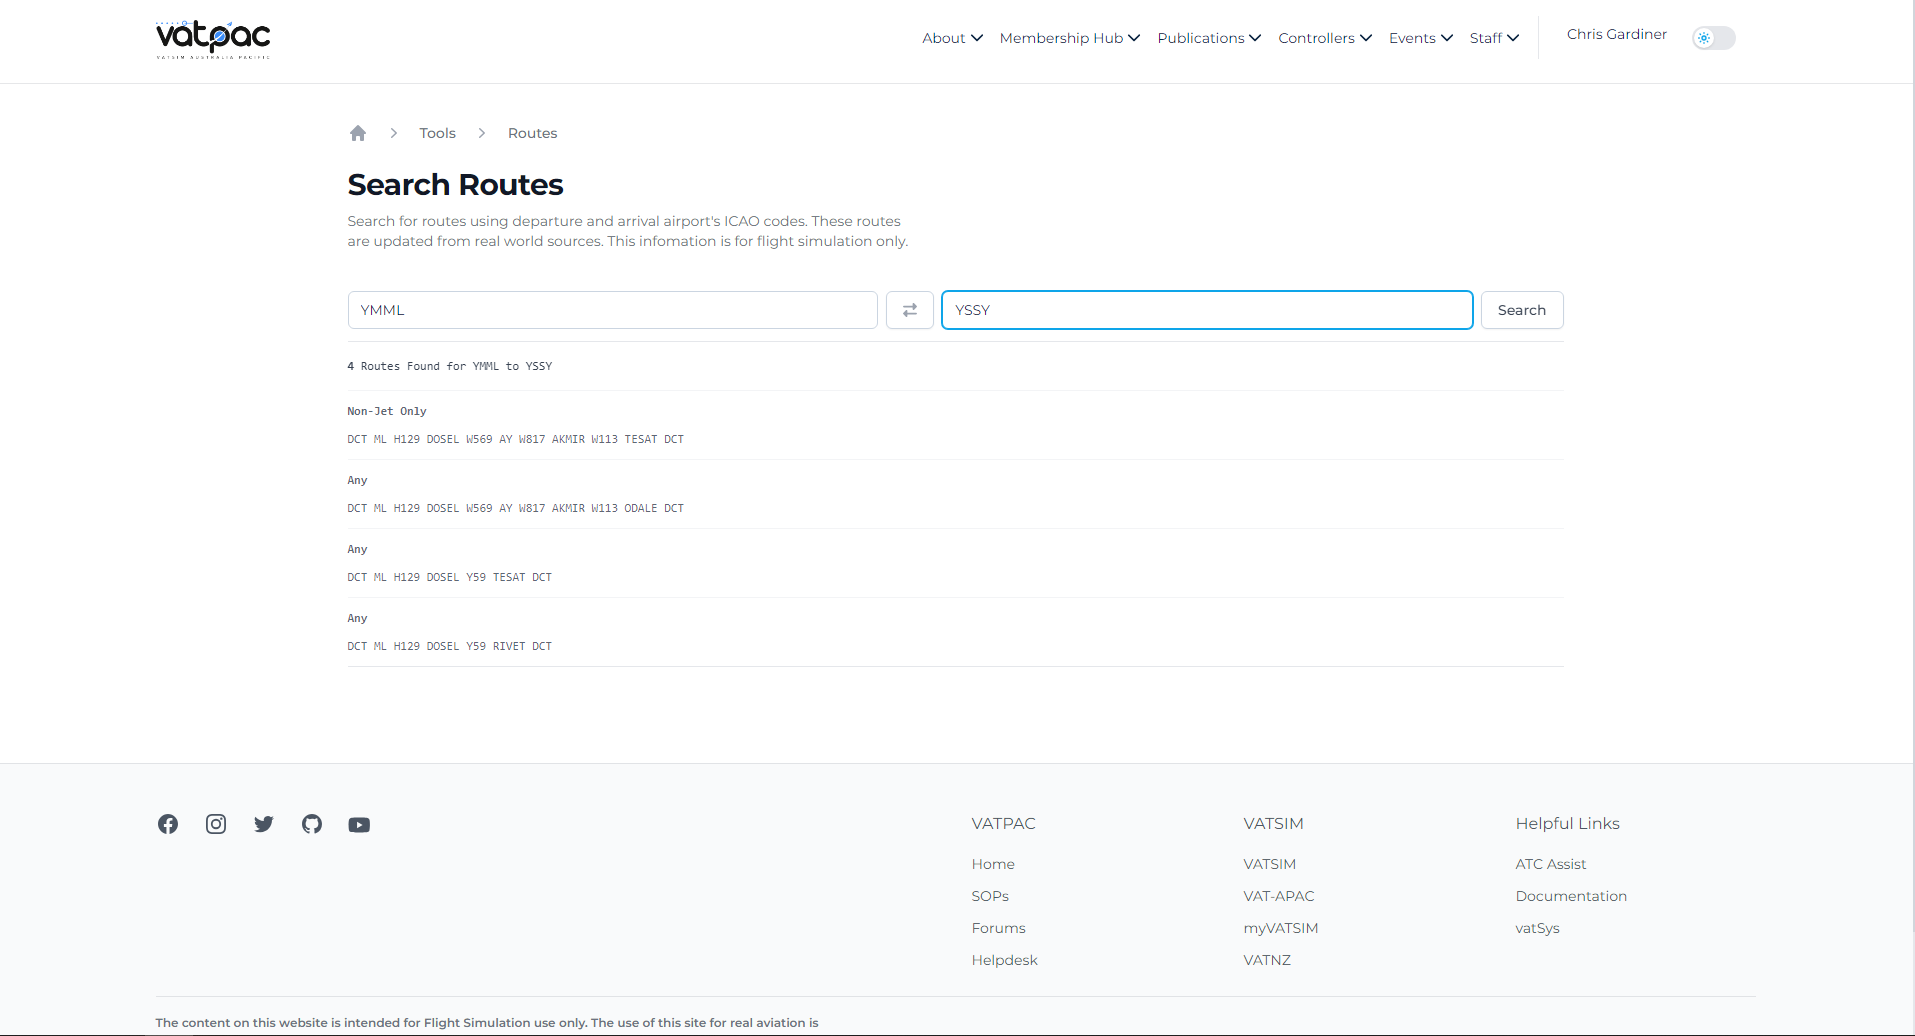 vatpac
VATSIM AUSTRALIA PACIFIC
About
Membership Hub
Publications
Controllers
Events
Staff
Chris Gardiner
Tools
Routes
Search Routes
Search for routes using departure and arrival airport's ICAO codes. These routes
are updated from real world sources. This infomation is for flight simulation only.
YMML
YSSY
Search
4 Routes Found for YMML to YSSY
Non-Jet Only
DCT ML H129 DOSEL W569 AY W817 AKMIR W113 TESAT DCT
Any
DCT ML H129 DOSEL W569 AY W817 AKMIR W113 ODALE DCT
Any
DCT ML H129 DOSEL Y59 TESAT DCT
Any
DCT ML H129 DOSEL Y59 RIVET DCT
VATPAC
Home
SOPs
Forums
Helpdesk
VATSIM
VATSIM
VAT-APAC
myVATSIM
VATNZ
Helpful Links
ATC Assist
Documentation
vatSys
The content on this website is intended for Flight Simulation use only. The use of this site for real aviation is